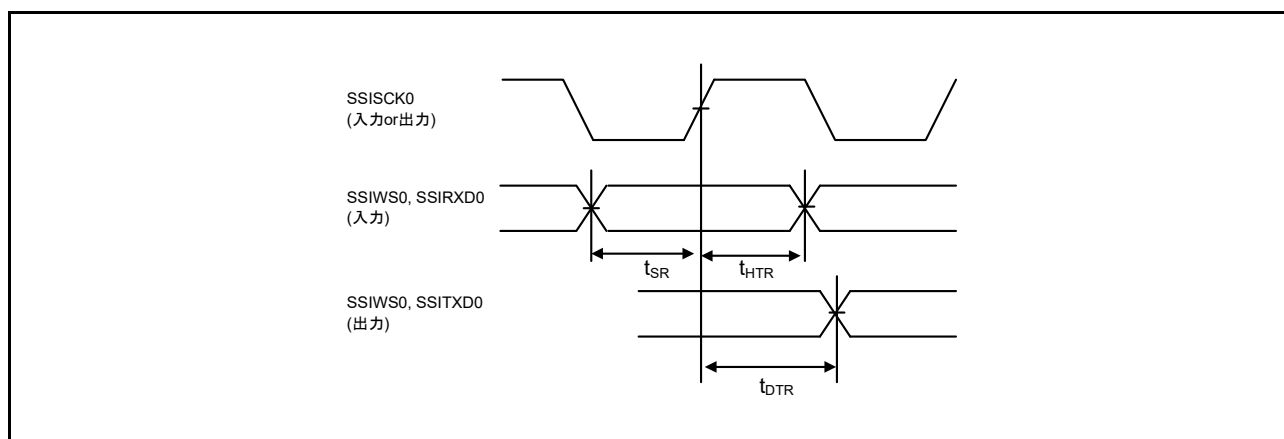 SSISCK0
(入力or出力)
SSIWS0, SSIRXD0
(入力)
tSR
tHTR
SSIWS0, SSITXD0
(出力)
tDTR